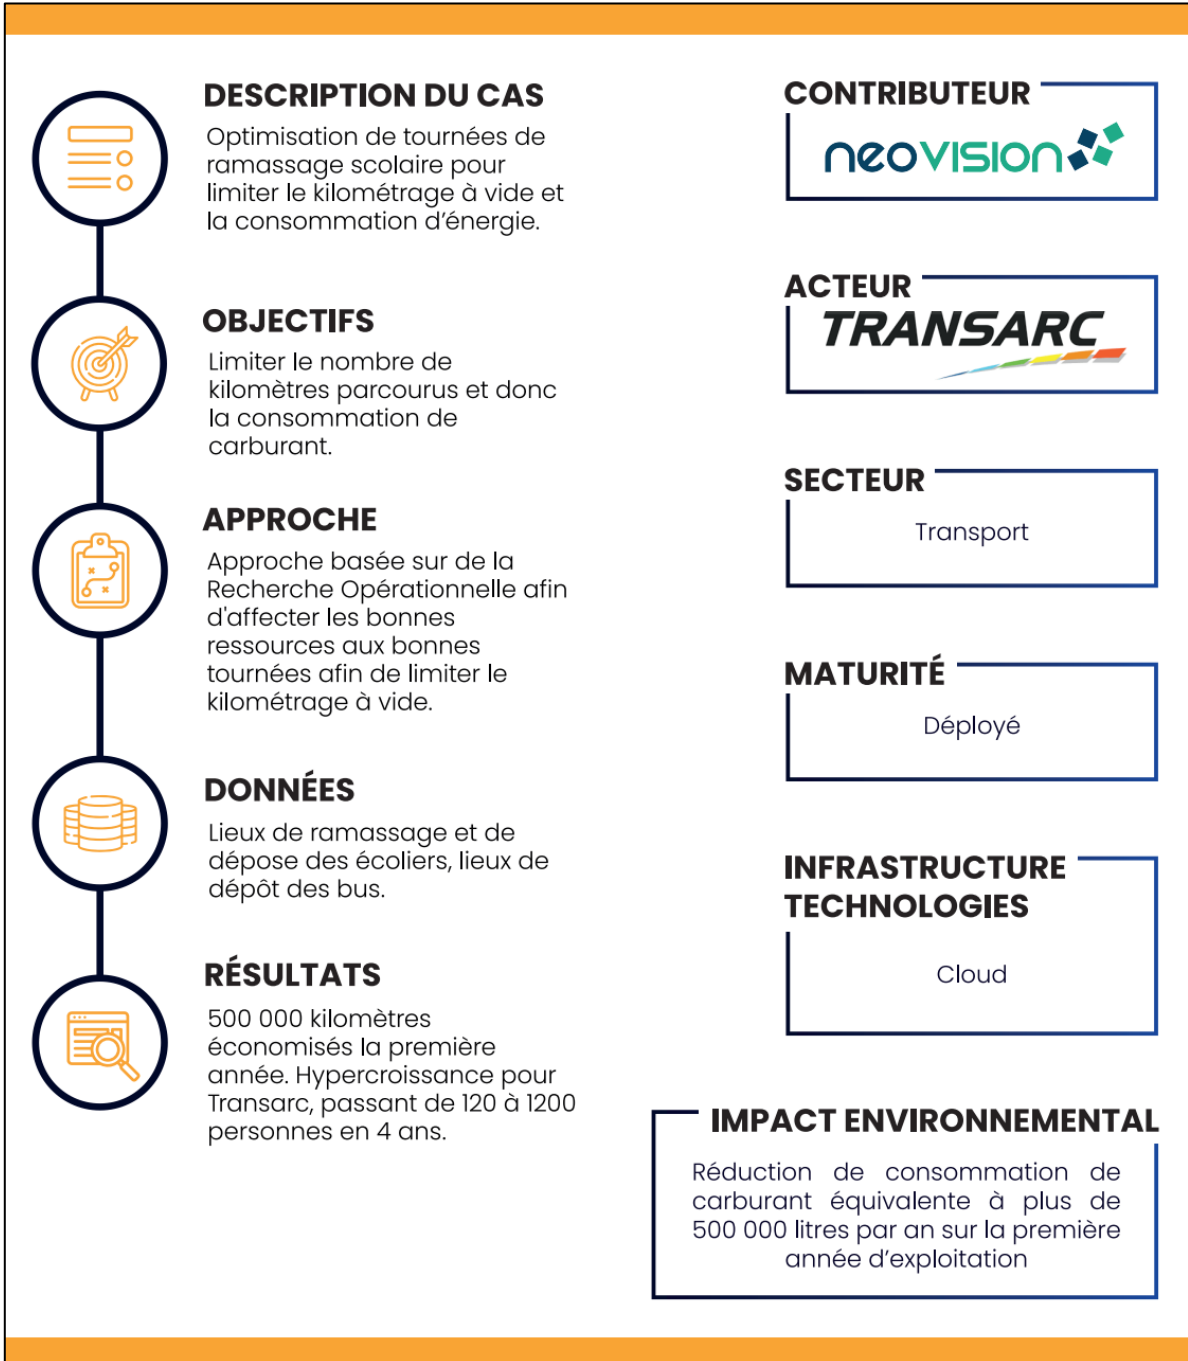 DESCRIPTION DU CAS
Optimisation de tournées de
ramassage scolaire pour
limiter le kilométrage à vide et
la consommation d'énergie.
OBJECTIFS
Limiter le nombre de
kilomètres parcourus et donc
la consommation de
carburant.
APPROCHE
Approche basée sur de la
Recherche Opérationnelle afin
d'affecter les bonnes
ressources aux bonnes
tournées afin de limiter le
kilométrage à vide.
DONNÉES
Lieux de ramassage et de
dépose des écoliers, lieux de
dépôt des bus.
RÉSULTATS
500 000 kilomètres
économisés la première
année. Hypercroissance pour
Transarc, passant de 120 à 1200
personnes en 4 ans.
CONTRIBUTEUR
neovision
ACTEUR
TRANSARC
SECTEUR
Transport
MATURITÉ
Déployé
INFRASTRUCTURE
TECHNOLOGIES
Cloud
IMPACT ENVIRONNEMENTAL
Réduction de consommation de
carburant équivalente à plus de
500 000 litres par an sur la première
année d'exploitation